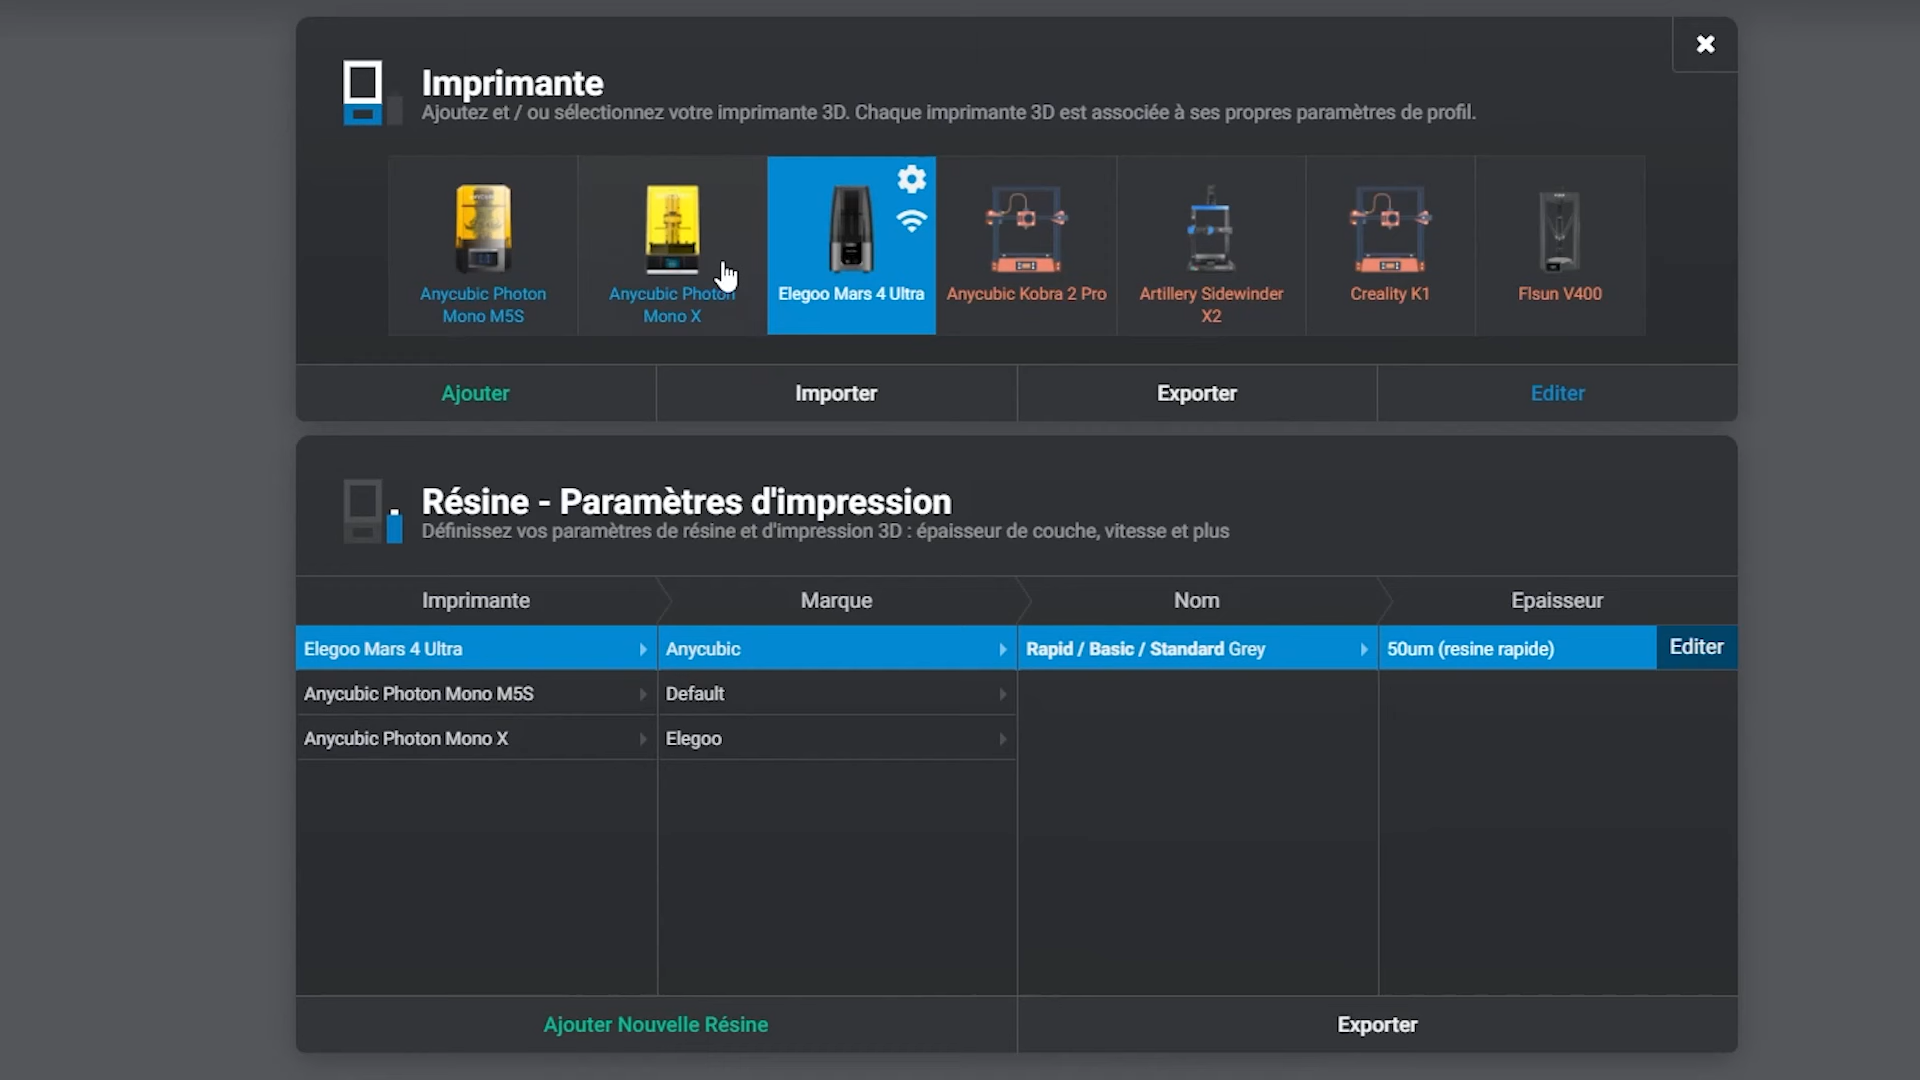 Imprimante
Ajoutez et / ou sélectionnez votre imprimante 3D. Chaque imprimante 3D est associée à ses propres paramètres de profil.
Anycubic Photon
Mono M5S
Anycubic Photon
Mono X
Elegoo Mars 4 Ultra
Anycubic Kobra 2 Pro
Artillery Sidewinder
X2
Creality K1
Flsun V400
Ajouter
Importer
Exporter
Editer
Résine - Paramètres d'impression
Définissez vos paramètres de résine et d'impression 3D : épaisseur de couche, vitesse et plus
Imprimante
Marque
Nom
Epaisseur
Elegoo Mars 4 Ultra
Anycubic
Rapid / Basic / Standard Grey
50um (resine rapide)
Editer
Anycubic Photon Mono M5S
Default
Anycubic Photon Mono X
Elegoo
Ajouter Nouvelle Résine
Exporter